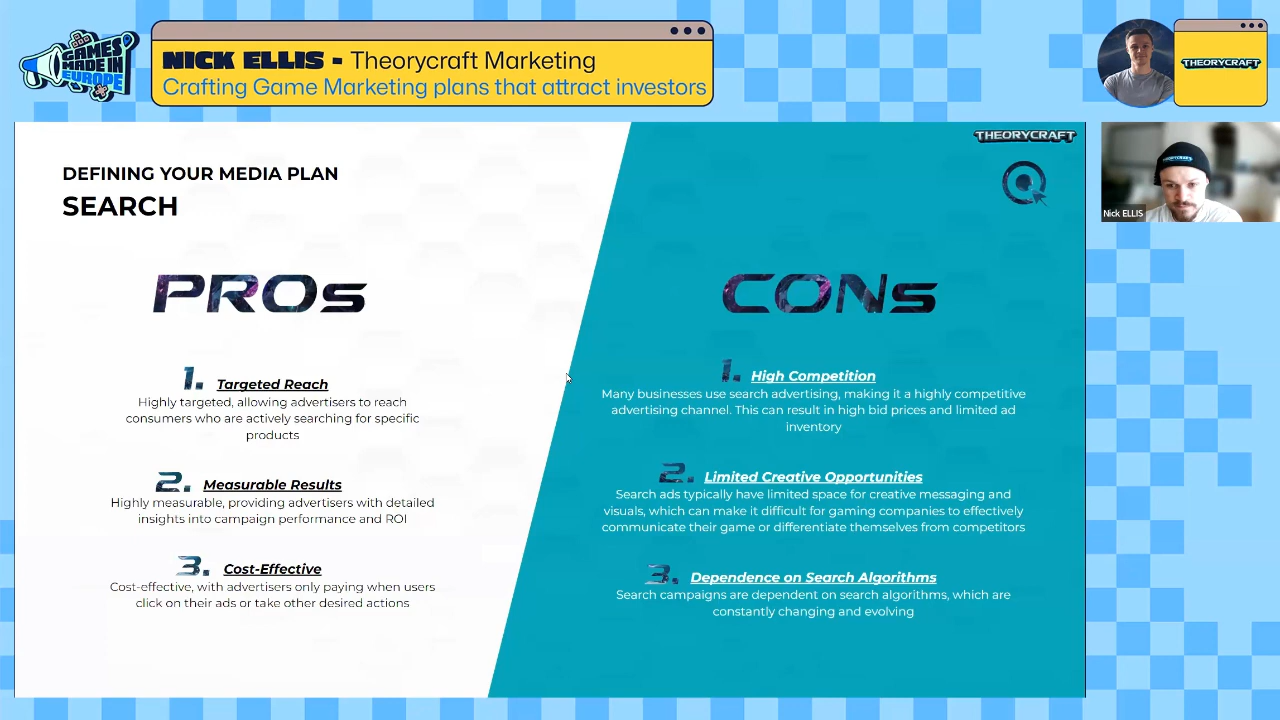 GAMES
MADE IN
EUROPE
NICK ELLIS - Theorycraft Marketing
Crafting Game Marketing plans that attract investors
THEORYCRAFT
THEORYCRAFT
DEFINING YOUR MEDIA PLAN
SEARCH
PROs
1. Targeted Reach
Highly targeted, allowing advertisers to reach
consumers who are actively searching for specific
products
2. Measurable Results
Highly measurable, providing advertisers with detailed
insights into campaign performance and ROI
3. Cost-Effective
Cost-effective, with advertisers only paying when users
click on their ads or take other desired actions
CONs
1. High Competition
Many businesses use search advertising, making it a highly competitive
advertising channel. This can result in high bid prices and limited ad
inventory
2. Limited Creative Opportunities
Search ads typically have limited space for creative messaging and
visuals, which can make it difficult for gaming companies to effectively
communicate their game or differentiate themselves from competitors
3. Dependence on Search Algorithms
Search campaigns are dependent on search algorithms, which are
constantly changing and evolving
THEORYCRAFT
Nick ELLIS